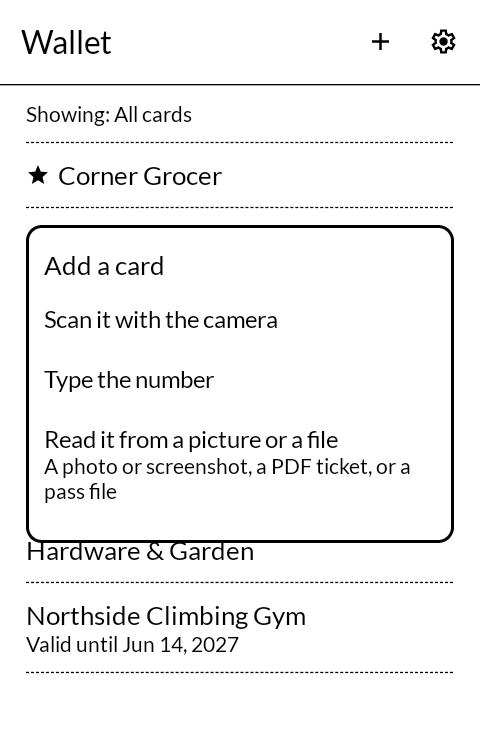 Wallet
Showing: All cards
Corner Grocer
Add a card
Scan it with the camera
Type the number
Read it from a picture or a file
A photo or screenshot, a PDF ticket, or a
pass file
Hardware & Garden
Northside Climbing Gym
Valid until Jun 14, 2027